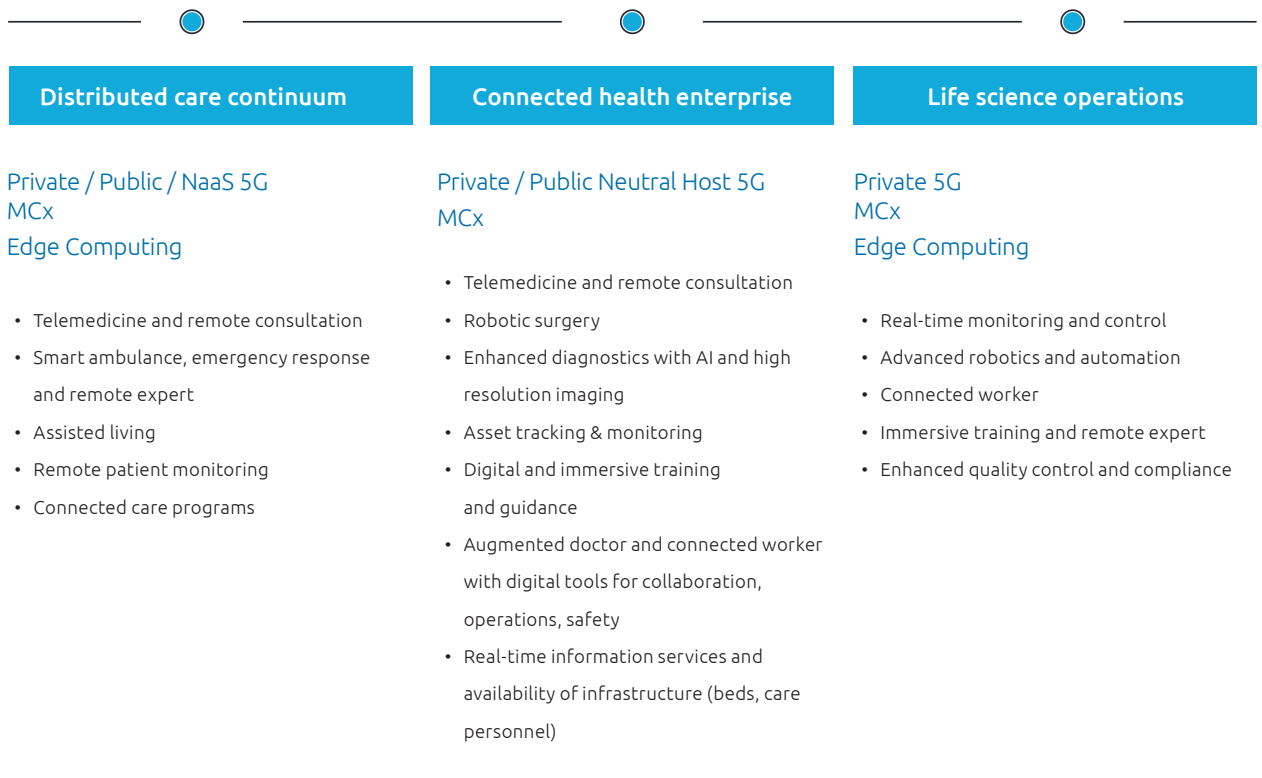 Distributed care continuum
Private / Public / NaaS 5G
MCx
Edge Computing
• Telemedicine and remote consultation
• Smart ambulance, emergency response
and remote expert
• Assisted living
• Remote patient monitoring
• Connected care programs
Connected health enterprise
Private / Public Neutral Host 5G
MCx
• Telemedicine and remote consultation
• Robotic surgery
• Enhanced diagnostics with AI and high
resolution imaging
• Asset tracking & monitoring
• Digital and immersive training
and guidance
• Augmented doctor and connected worker
with digital tools for collaboration,
operations, safety
• Real-time information services and
availability of infrastructure (beds, care
personnel)
Life science operations
Private 5G
MCx
Edge Computing
• Real-time monitoring and control
• Advanced robotics and automation
• Connected worker
• Immersive training and remote expert
• Enhanced quality control and compliance